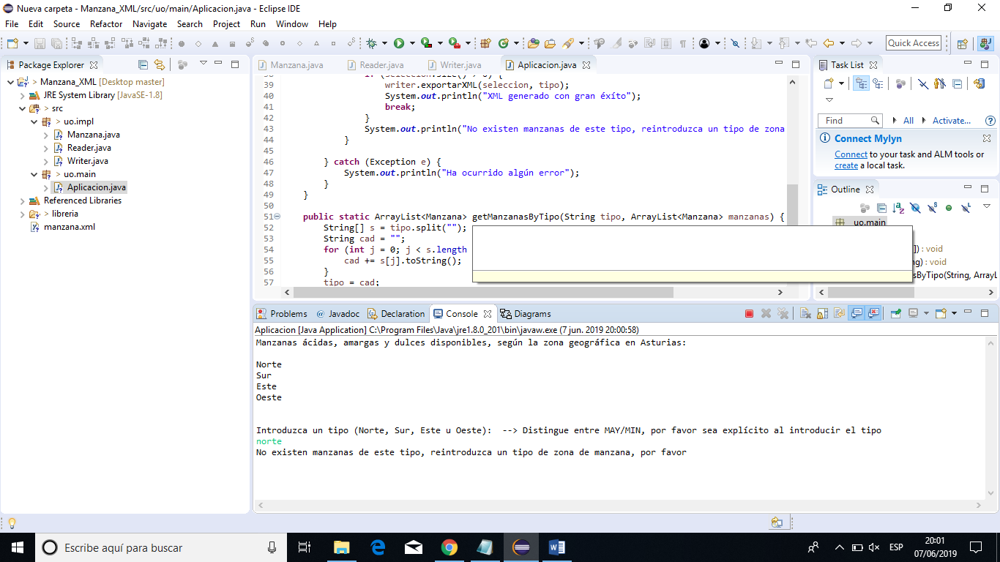 Nueva carpeta - Manzana_XML/src/uo/main/Aplicacion.java - Eclipse IDE
File Edit Source Refactor Navigate Search Project Run Window Help
Quick Access
Package Explorer
Manzana_XML [Desktop master]
JRE System Library [JavaSE-1.8]
> src
> uo.impl
Manzana.java
Reader.java
Writer.java
> uo.main
Aplicacion.java
Referenced Libraries
> libreria
manzana.xml
Manzana.java Reader.java Writer.java Aplicacion.java
39 writer.exportarXML(seleccion, tipo);
40 System.out.println("XML generado con gran éxito");
41 break;
42 }
43 System.out.println("No existen manzanas de este tipo, reintroduzca un tipo de zona
44 }
45
46 } catch (Exception e) {
47 System.out.println("Ha ocurrido algún error");
48 }
49 }
50
51 public static ArrayList<Manzana> getManzanasByTipo(String tipo, ArrayList<Manzana> manzanas) {
52 String[] s = tipo.split("");
53 String cad = "";
54 for (int j = 0; j < s.length
55 cad += s[j].toString();
56 }
57 tipo = cad;
Task List
Find All Activate...
Connect Mylyn
Connect to your task and ALM tools or
create a local task.
Outline
uo.main
]) : void
ng) : void
sByTipo(String, ArrayL
Problems @ Javadoc Declaration Console Diagrams
Aplicacion [Java Application] C:\Program Files\Java\jre1.8.0_201\bin\javaw.exe (7 jun. 2019 20:00:58)
Manzanas ácidas, amargas y dulces disponibles, según la zona geográfica en Asturias:
Norte
Sur
Este
Oeste
Introduzca un tipo (Norte, Sur, Este u Oeste): --> Distingue entre MAY/MIN, por favor sea explícito al introducir el tipo
norte
No existen manzanas de este tipo, reintroduzca un tipo de zona de manzana, por favor
Escribe aquí para buscar
ESP
20:01
07/06/2019